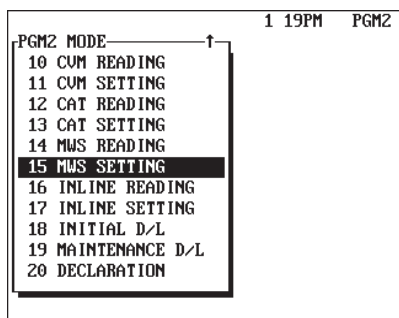 1 19PM PGM2
PGM2 MODE ↑
10 CVM READING
11 CVM SETTING
12 CAT READING
13 CAT SETTING
14 MWS READING
15 MWS SETTING
16 INLINE READING
17 INLINE SETTING
18 INITIAL D/L
19 MAINTENANCE D/L
20 DECLARATION